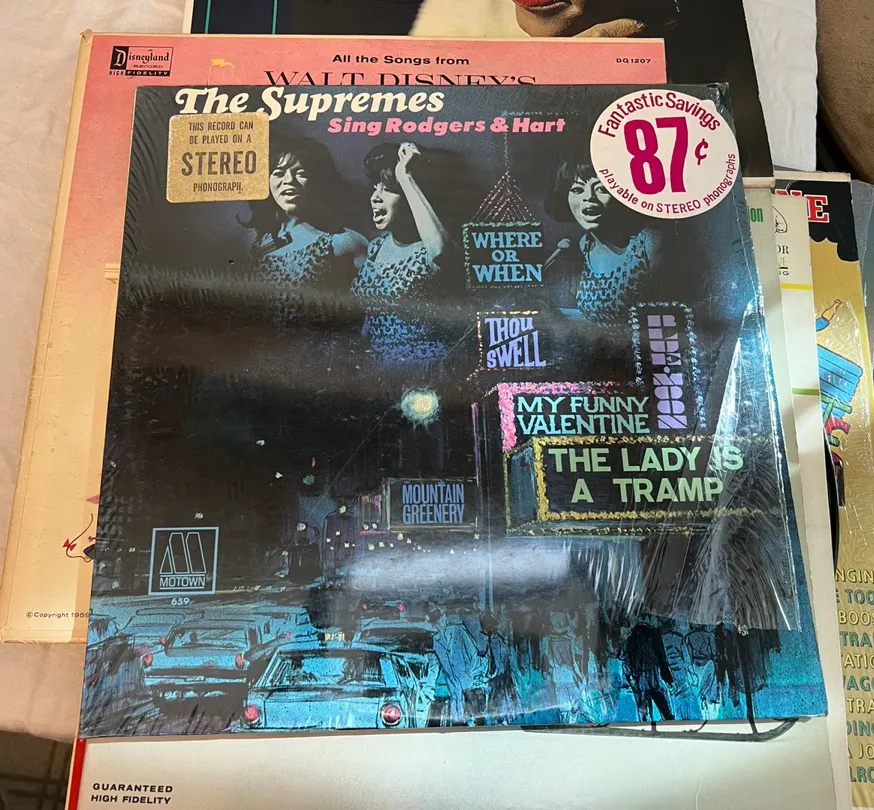 Disneyland
RECORD
HIGH FIDELITY
All the Songs from
DQ 1207
WALT DISNEY'S
The Supremes
Sing Rodgers & Hart
THIS RECORD CAN
BE PLAYED ON A
STEREO
PHONOGRAPH.
Fantastic Savings
87¢
playable on STEREO phonographs
WHERE
OR
WHEN
THOU
SWELL
MY FUNNY
VALENTINE
THE LADY IS
A TRAMP
MOUNTAIN
GREENERY
MOTOWN
659
© Copyright 1959
GUARANTEED
HIGH FIDELITY